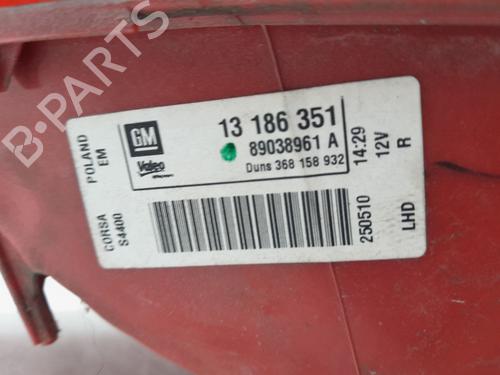 GM
Valeo
13 186 351
89038961 A
Duns 368 158 932
POLAND
EM
CORSA
S4400
14:29
12V
R
250510
LHD
B-PARTS